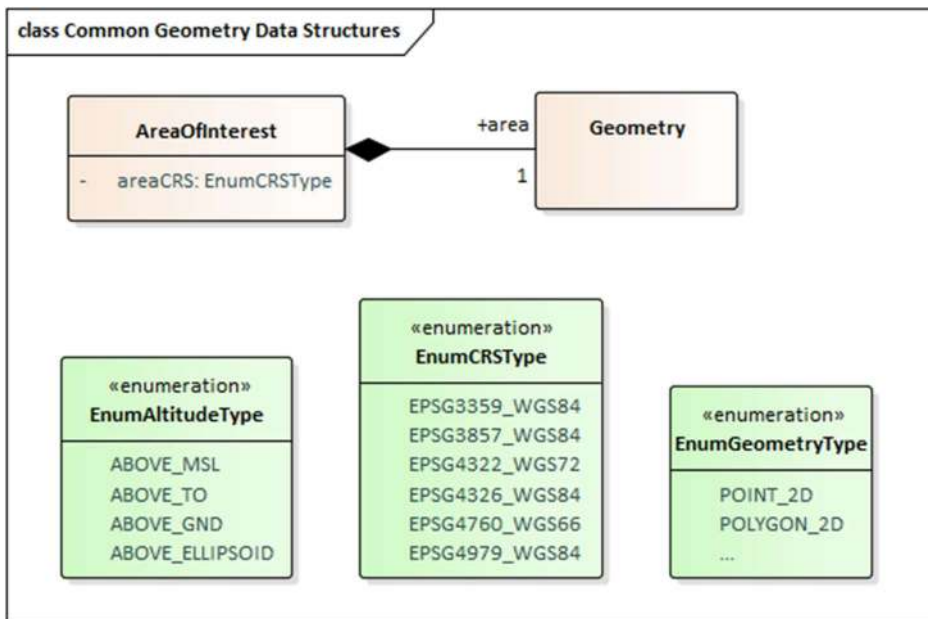 class Common Geometry Data Structures
AreaOfInterest
- areaCRS: EnumCRSType
+area
1
Geometry
«enumeration»
EnumAltitudeType
ABOVE_MSL
ABOVE_TO
ABOVE_GND
ABOVE_ELLIPSOID
«enumeration»
EnumCRSType
EPSG3359_WGS84
EPSG3857_WGS84
EPSG4322_WGS72
EPSG4326_WGS84
EPSG4760_WGS66
EPSG4979_WGS84
«enumeration»
EnumGeometryType
POINT_2D
POLYGON_2D
...